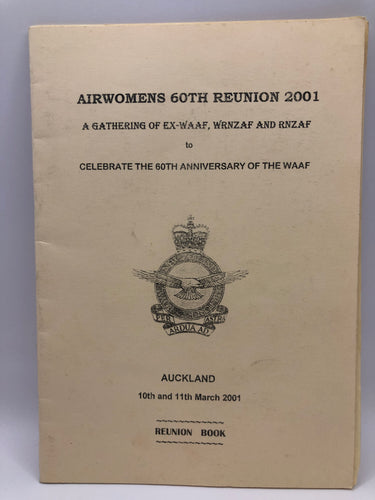 AIRWOMENS 60TH REUNION 2001
A GATHERING OF EX-WAAF, WRNZAF AND RNZAF
to
CELEBRATE THE 60TH ANNIVERSARY OF THE WAAF
PER ASTRA
ARDUA AD
AUCKLAND
10th and 11th March 2001
~~~~~~~~~~~~
REUNION BOOK
~~~~~~~~~~~~